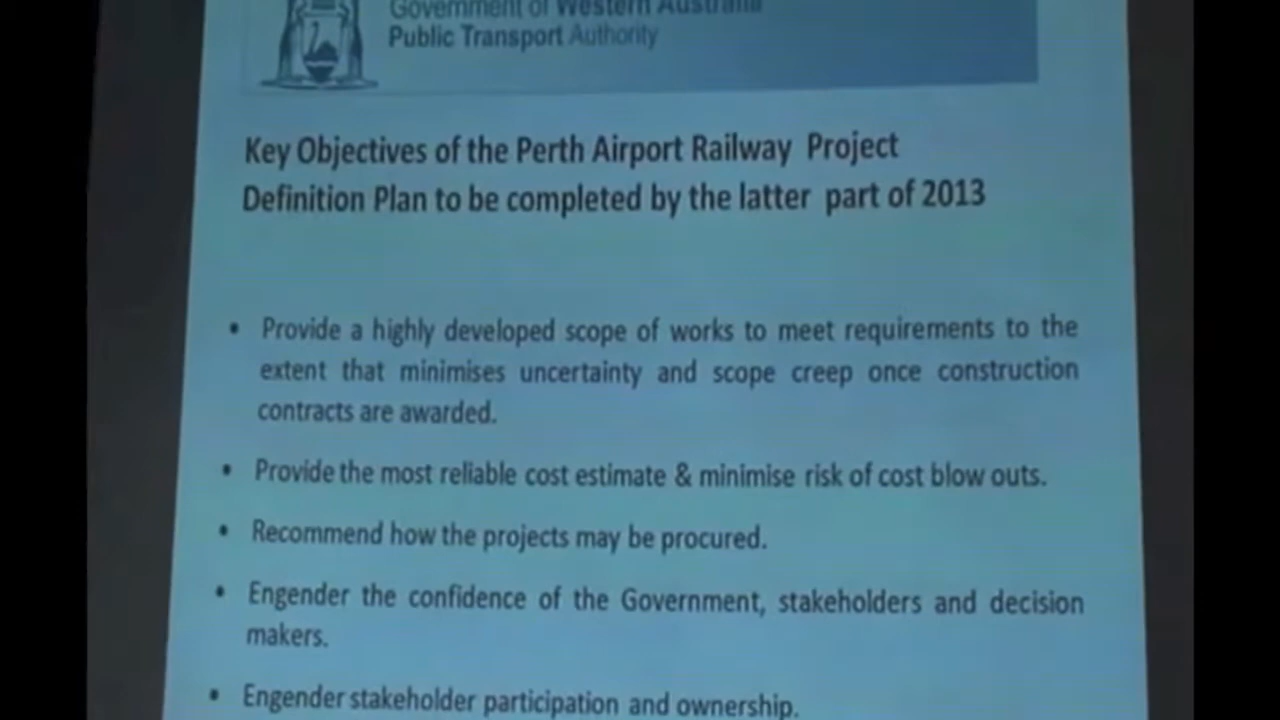 Government of Western Australia
Public Transport Authority
Key Objectives of the Perth Airport Railway Project
Definition Plan to be completed by the latter part of 2013
• Provide a highly developed scope of works to meet requirements to the
extent that minimises uncertainty and scope creep once construction
contracts are awarded.
• Provide the most reliable cost estimate & minimise risk of cost blow outs.
• Recommend how the projects may be procured.
• Engender the confidence of the Government, stakeholders and decision
makers.
• Engender stakeholder participation and ownership.